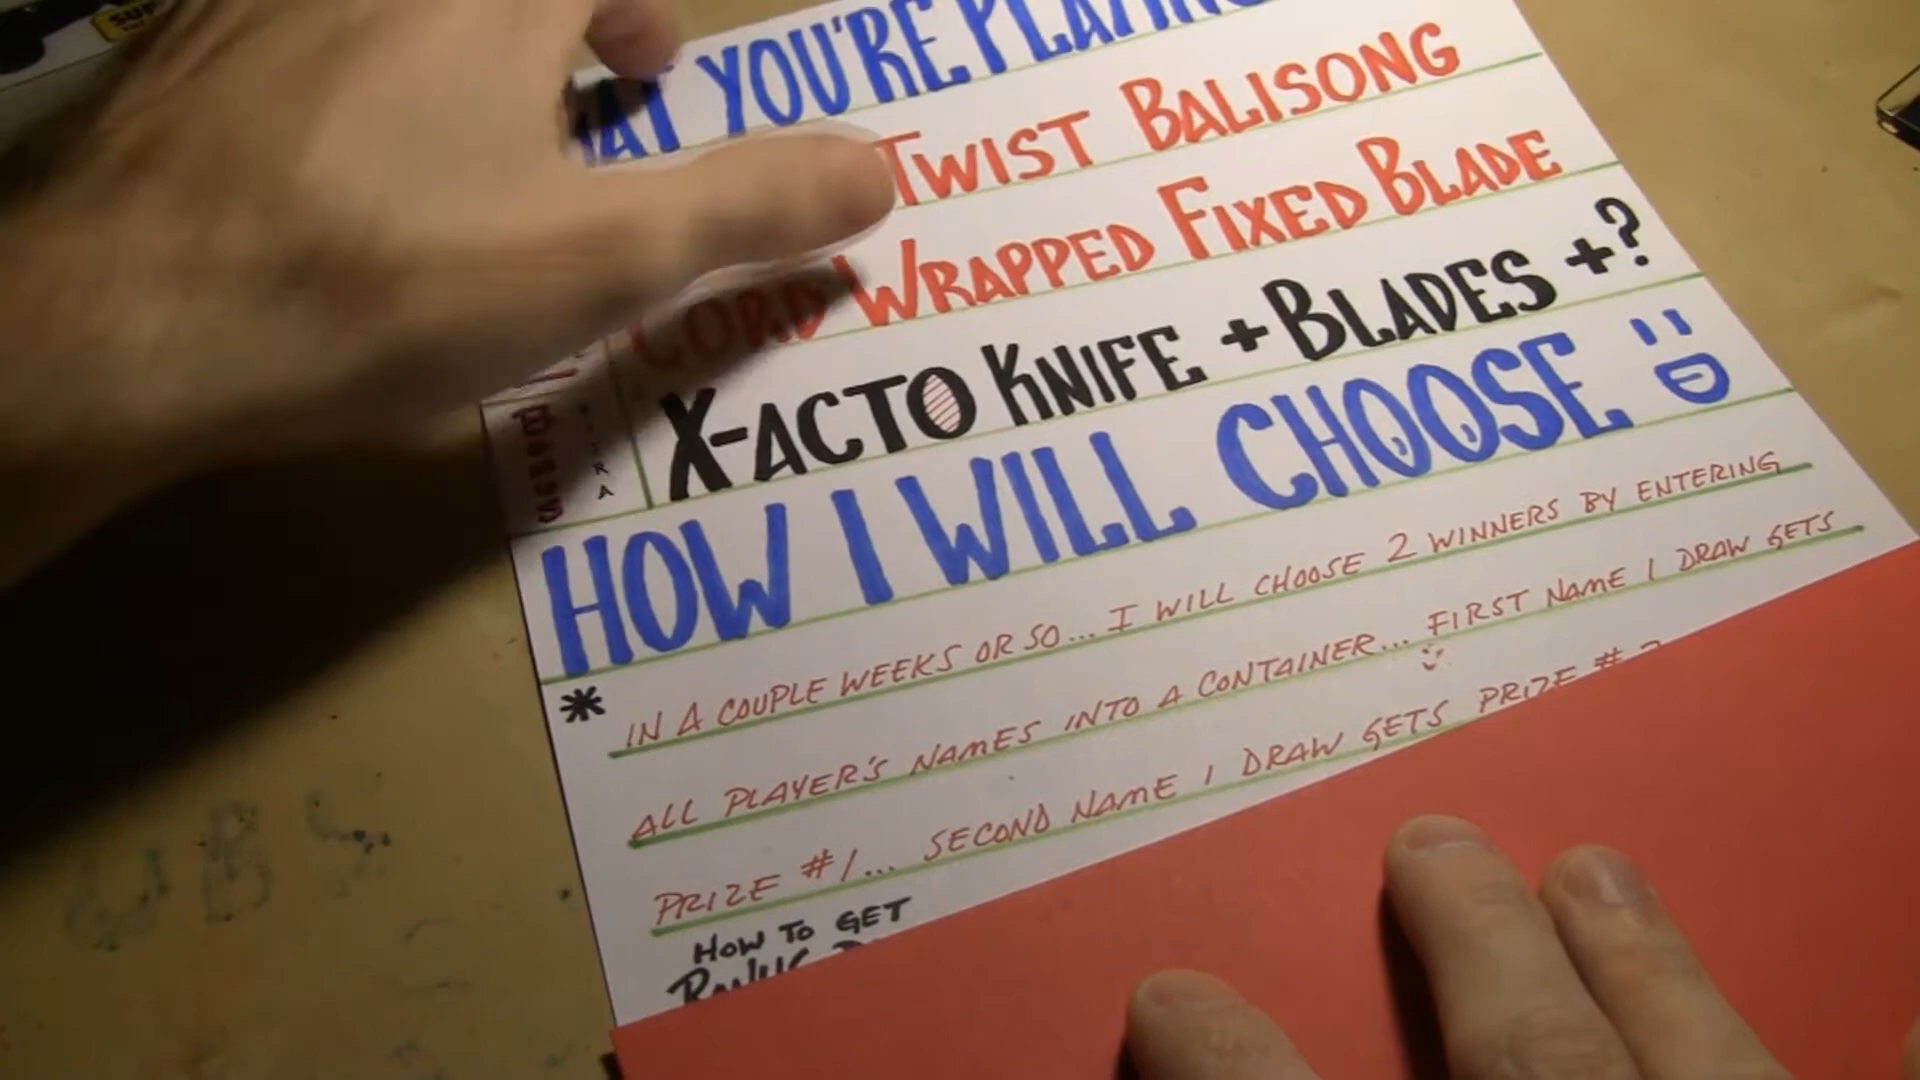 YOU'RE
TWIST BALISONG
CORD WRAPPED FIXED BLADE
X-ACTO KNIFE + BLADES +?
HOW I WILL CHOOSE
* IN A COUPLE WEEKS OR SO... I WILL CHOOSE 2 WINNERS BY ENTERING
ALL PLAYER'S NAMES INTO A CONTAINER... FIRST NAME I DRAW GETS
PRIZE #1... SECOND NAME I DRAW GETS PRIZE #
HOW TO GET